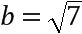 b = √7